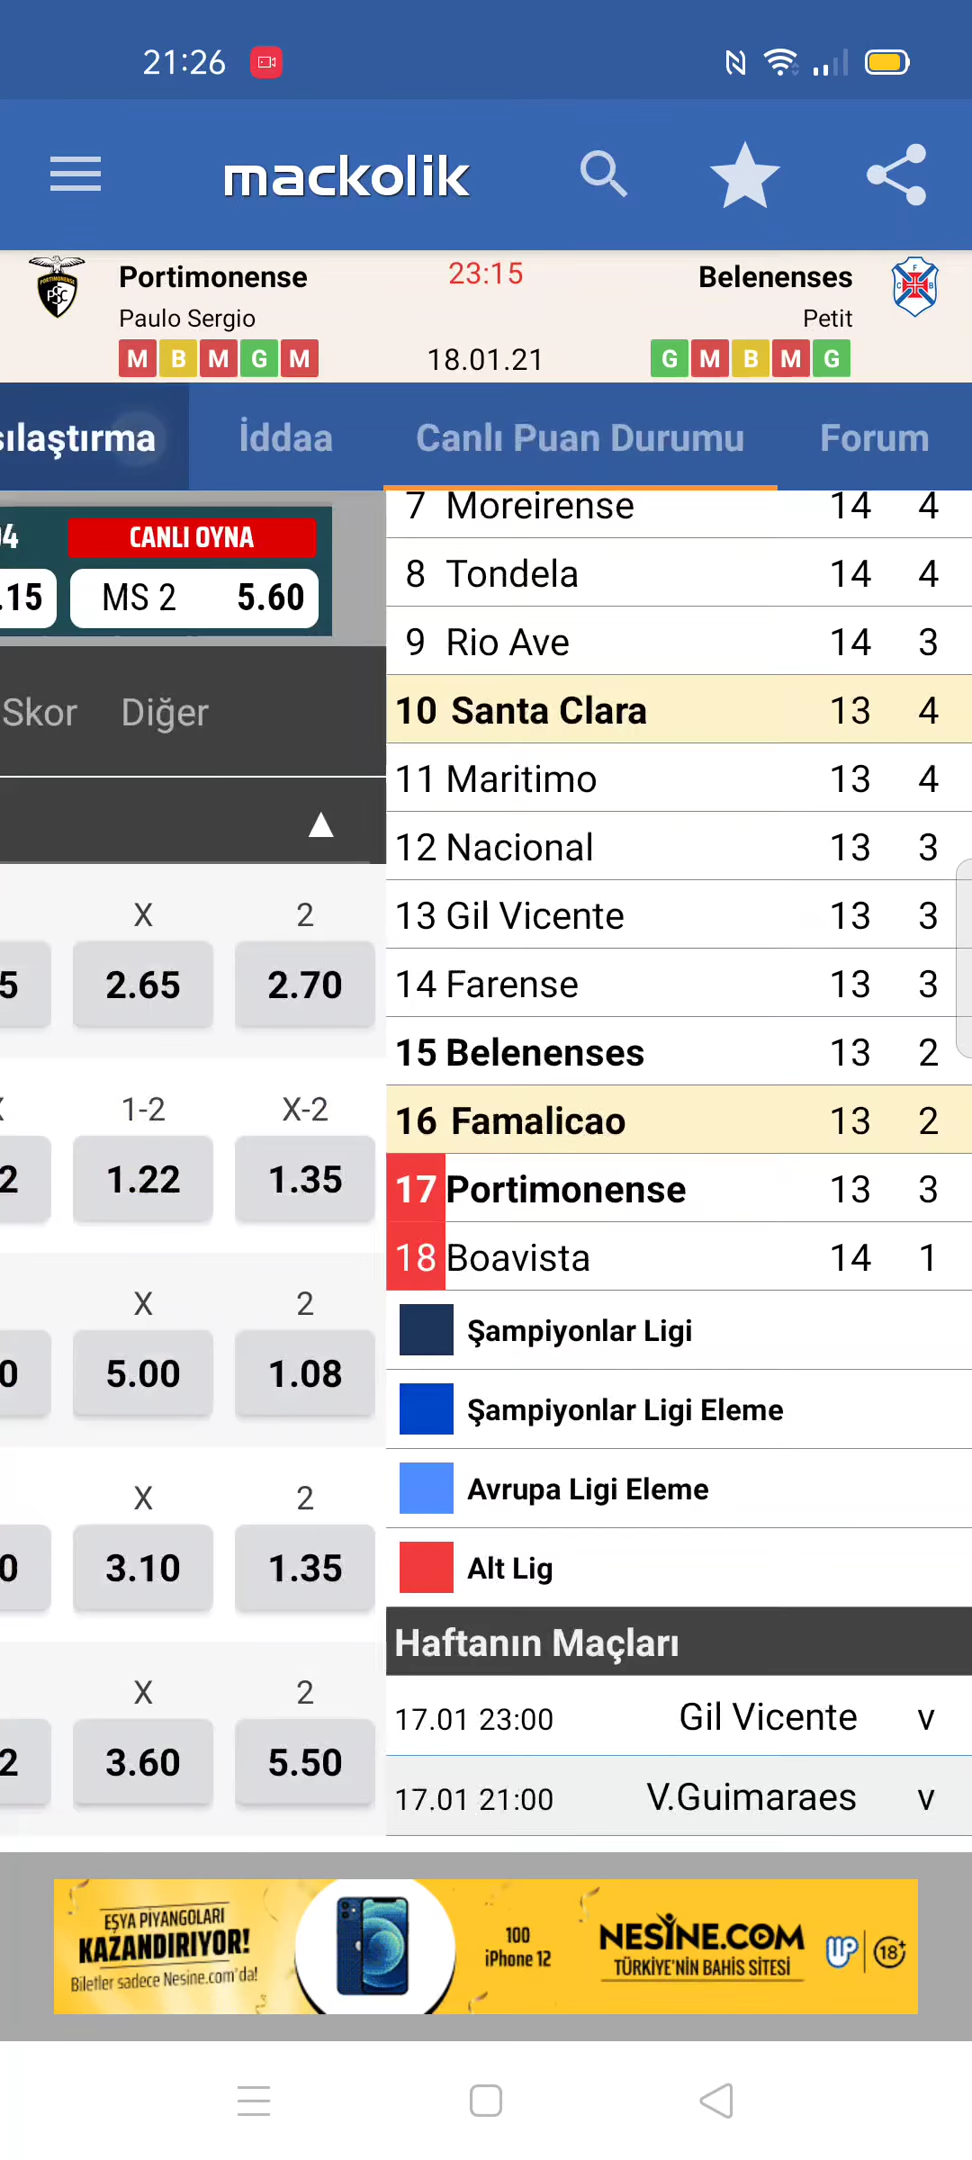 21:26
mackolik
Portimonense 23:15 Belenenses
Paulo Sergio Petit
M B M G M 18.01.21 G M B M G
sılaştırma İddaa Canlı Puan Durumu Forum
04 CANLI OYNA
.15 MS 2 5.60
Skor Diğer
▲
X 2
5 2.65 2.70
X 1-2 X-2
2 1.22 1.35
X 2
0 5.00 1.08
X 2
0 3.10 1.35
X 2
2 3.60 5.50
7 Moreirense 14 4
8 Tondela 14 4
9 Rio Ave 14 3
10 Santa Clara 13 4
11 Maritimo 13 4
12 Nacional 13 3
13 Gil Vicente 13 3
14 Farense 13 3
15 Belenenses 13 2
16 Famalicao 13 2
17 Portimonense 13 3
18 Boavista 14 1
Şampiyonlar Ligi
Şampiyonlar Ligi Eleme
Avrupa Ligi Eleme
Alt Lig
Haftanın Maçları
17.01 23:00 Gil Vicente v
17.01 21:00 V.Guimaraes v
EŞYA PİYANGOLARI
KAZANDIRIYOR!
Biletler sadece Nesine.com'da!
100
iPhone 12
NESİNE.COM
TÜRKİYE'NİN BAHİS SİTESİ
18+